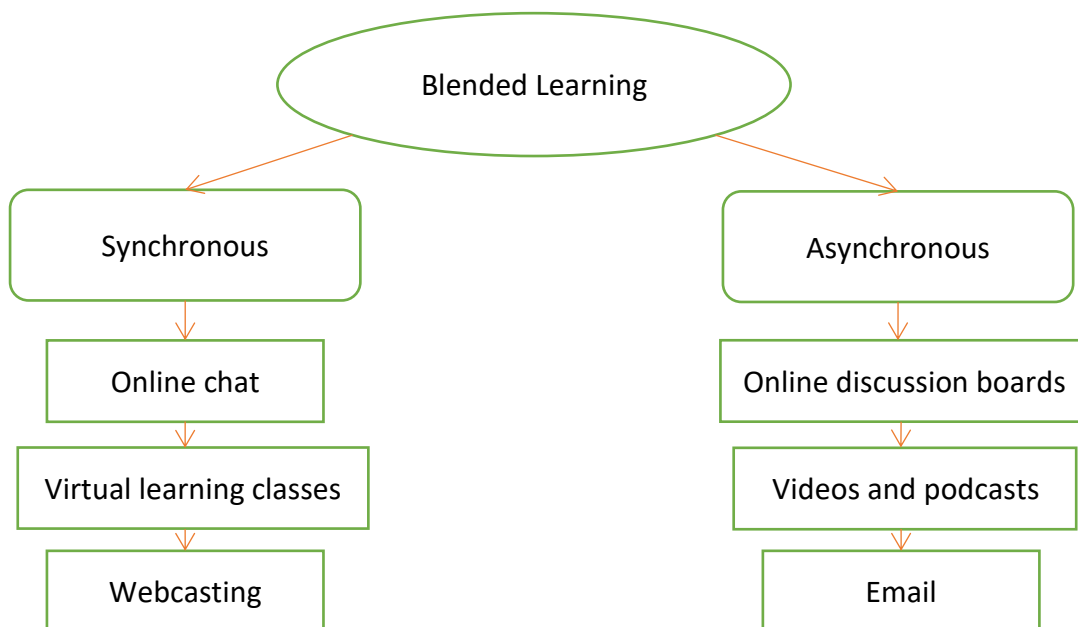 Blended Learning
Synchronous
Asynchronous
Online chat
Online discussion boards
Virtual learning classes
Videos and podcasts
Webcasting
Email